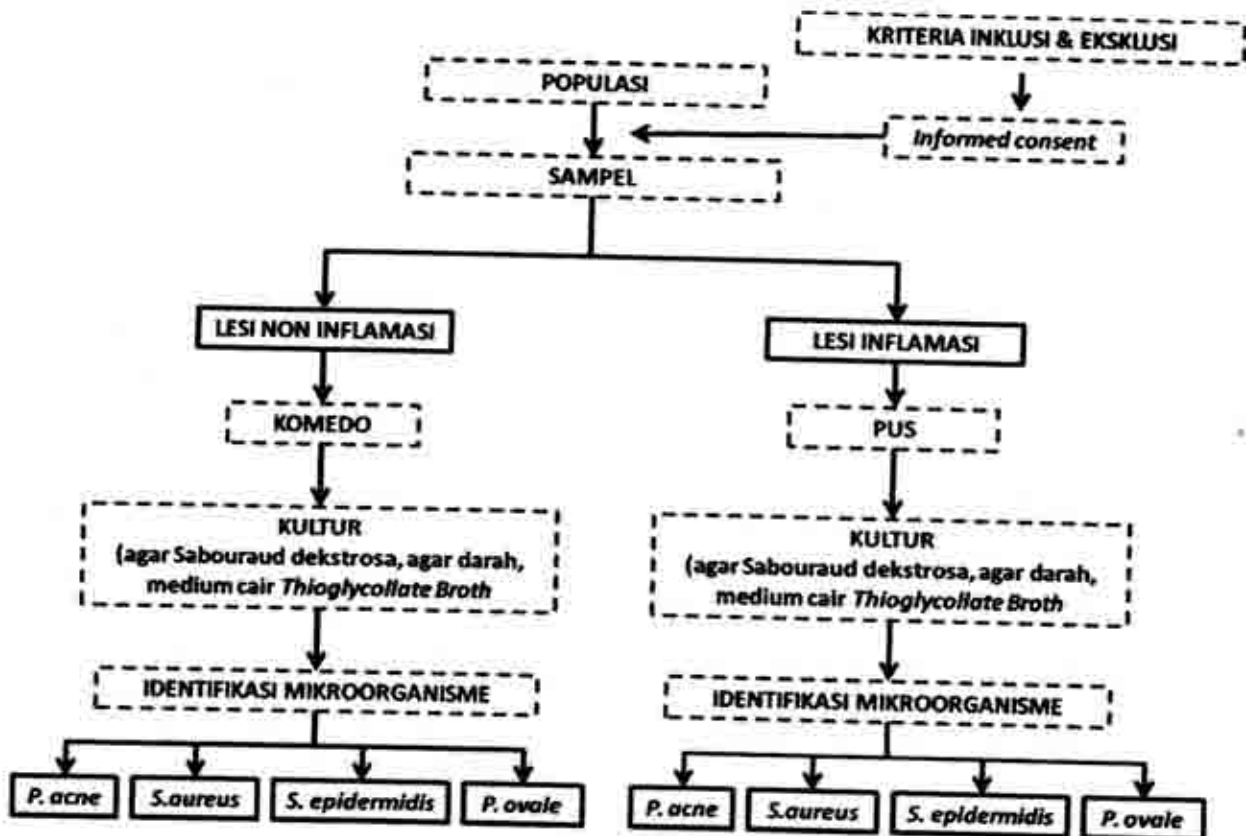 KRITERIA INKLUSI & EKSKLUSI
POPULASI
Informed consent
SAMPEL
LESI NON INFLAMASI
LESI INFLAMASI
KOMEDO
PUS
KULTUR
(agar Sabouraud dekstrosa, agar darah,
medium cair Thioglycollate Broth
KULTUR
(agar Sabouraud dekstrosa, agar darah,
medium cair Thioglycollate Broth
IDENTIFIKASI MIKROORGANISME
IDENTIFIKASI MIKROORGANISME
P. acne
S.aureus
S. epidermidis
P. ovale
P. acne
S.aureus
S. epidermidis
P. ovale